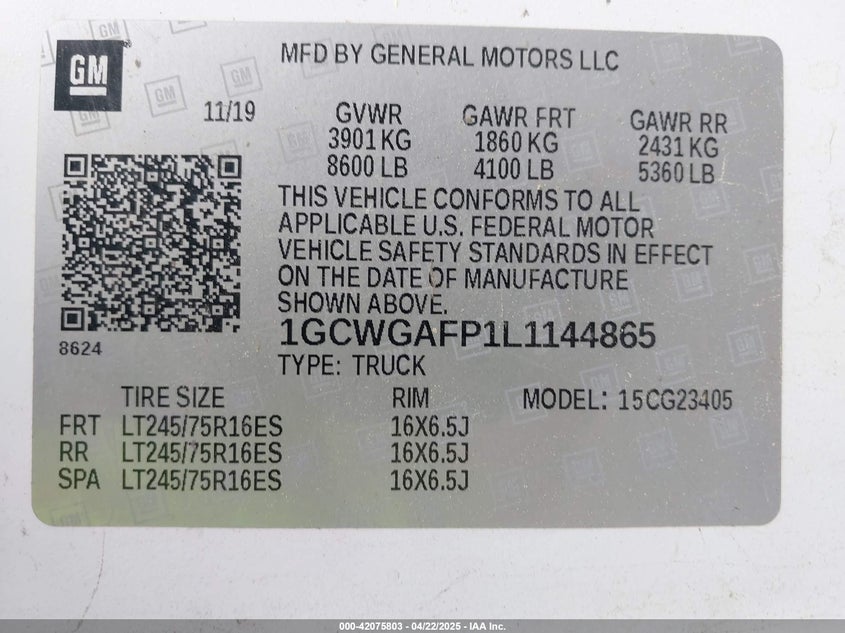 GM
MFD BY GENERAL MOTORS LLC
11/19
GVWR
3901 KG
8600 LB
GAWR FRT
1860 KG
4100 LB
GAWR RR
2431 KG
5360 LB
THIS VEHICLE CONFORMS TO ALL
APPLICABLE U.S. FEDERAL MOTOR
VEHICLE SAFETY STANDARDS IN EFFECT
ON THE DATE OF MANUFACTURE
SHOWN ABOVE.
8624
1GCWGAFP1L1144865
TYPE: TRUCK
TIRE SIZE RIM MODEL: 15CG23405
FRT LT245/75R16ES 16X6.5J
RR LT245/75R16ES 16X6.5J
SPA LT245/75R16ES 16X6.5J
000-42075803 - 04/22/2025 - IAA Inc.